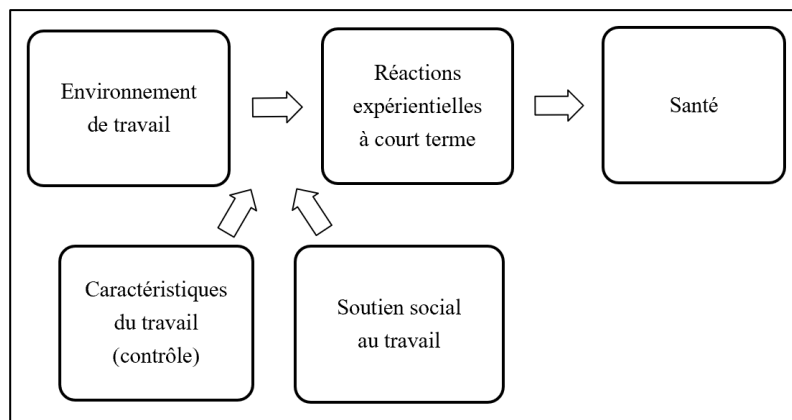 Environnement
de travail
Réactions
expérientielles
à court terme
Santé
Caractéristiques
du travail
(contrôle)
Soutien social
au travail